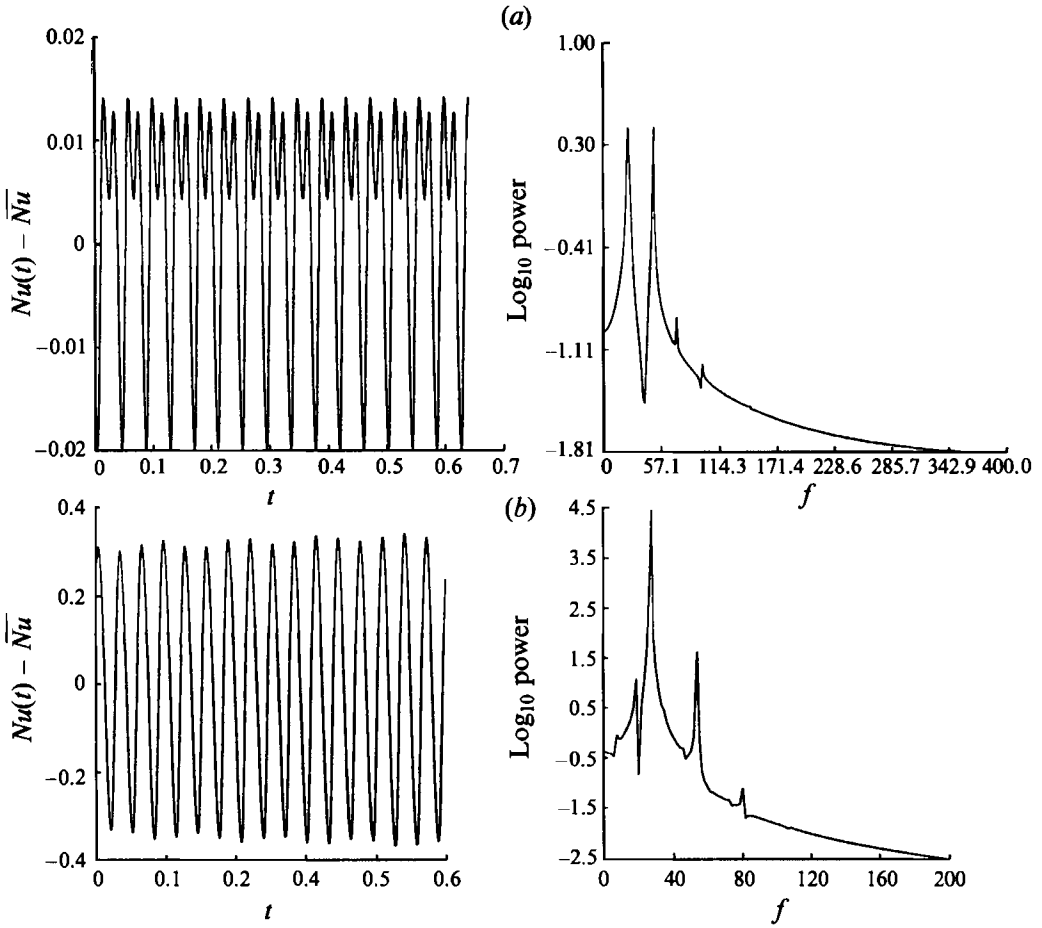 (a)
0.02
0.01
0
−0.01
−0.02
Nu(t) − N̅u̅
0 0.1 0.2 0.3 0.4 0.5 0.6 0.7
t
1.00
0.30
−0.41
−1.11
−1.81
Log₁₀ power
0 57.1 114.3 171.4 228.6 285.7 342.9 400.0
f
(b)
0.4
0.2
0
−0.2
−0.4
Nu(t) − N̅u̅
0 0.1 0.2 0.2 0.4 0.5 0.6
t
4.5
3.5
2.5
1.5
0.5
−0.5
−1.5
−2.5
Log₁₀ power
0 40 80 120 160 200
f